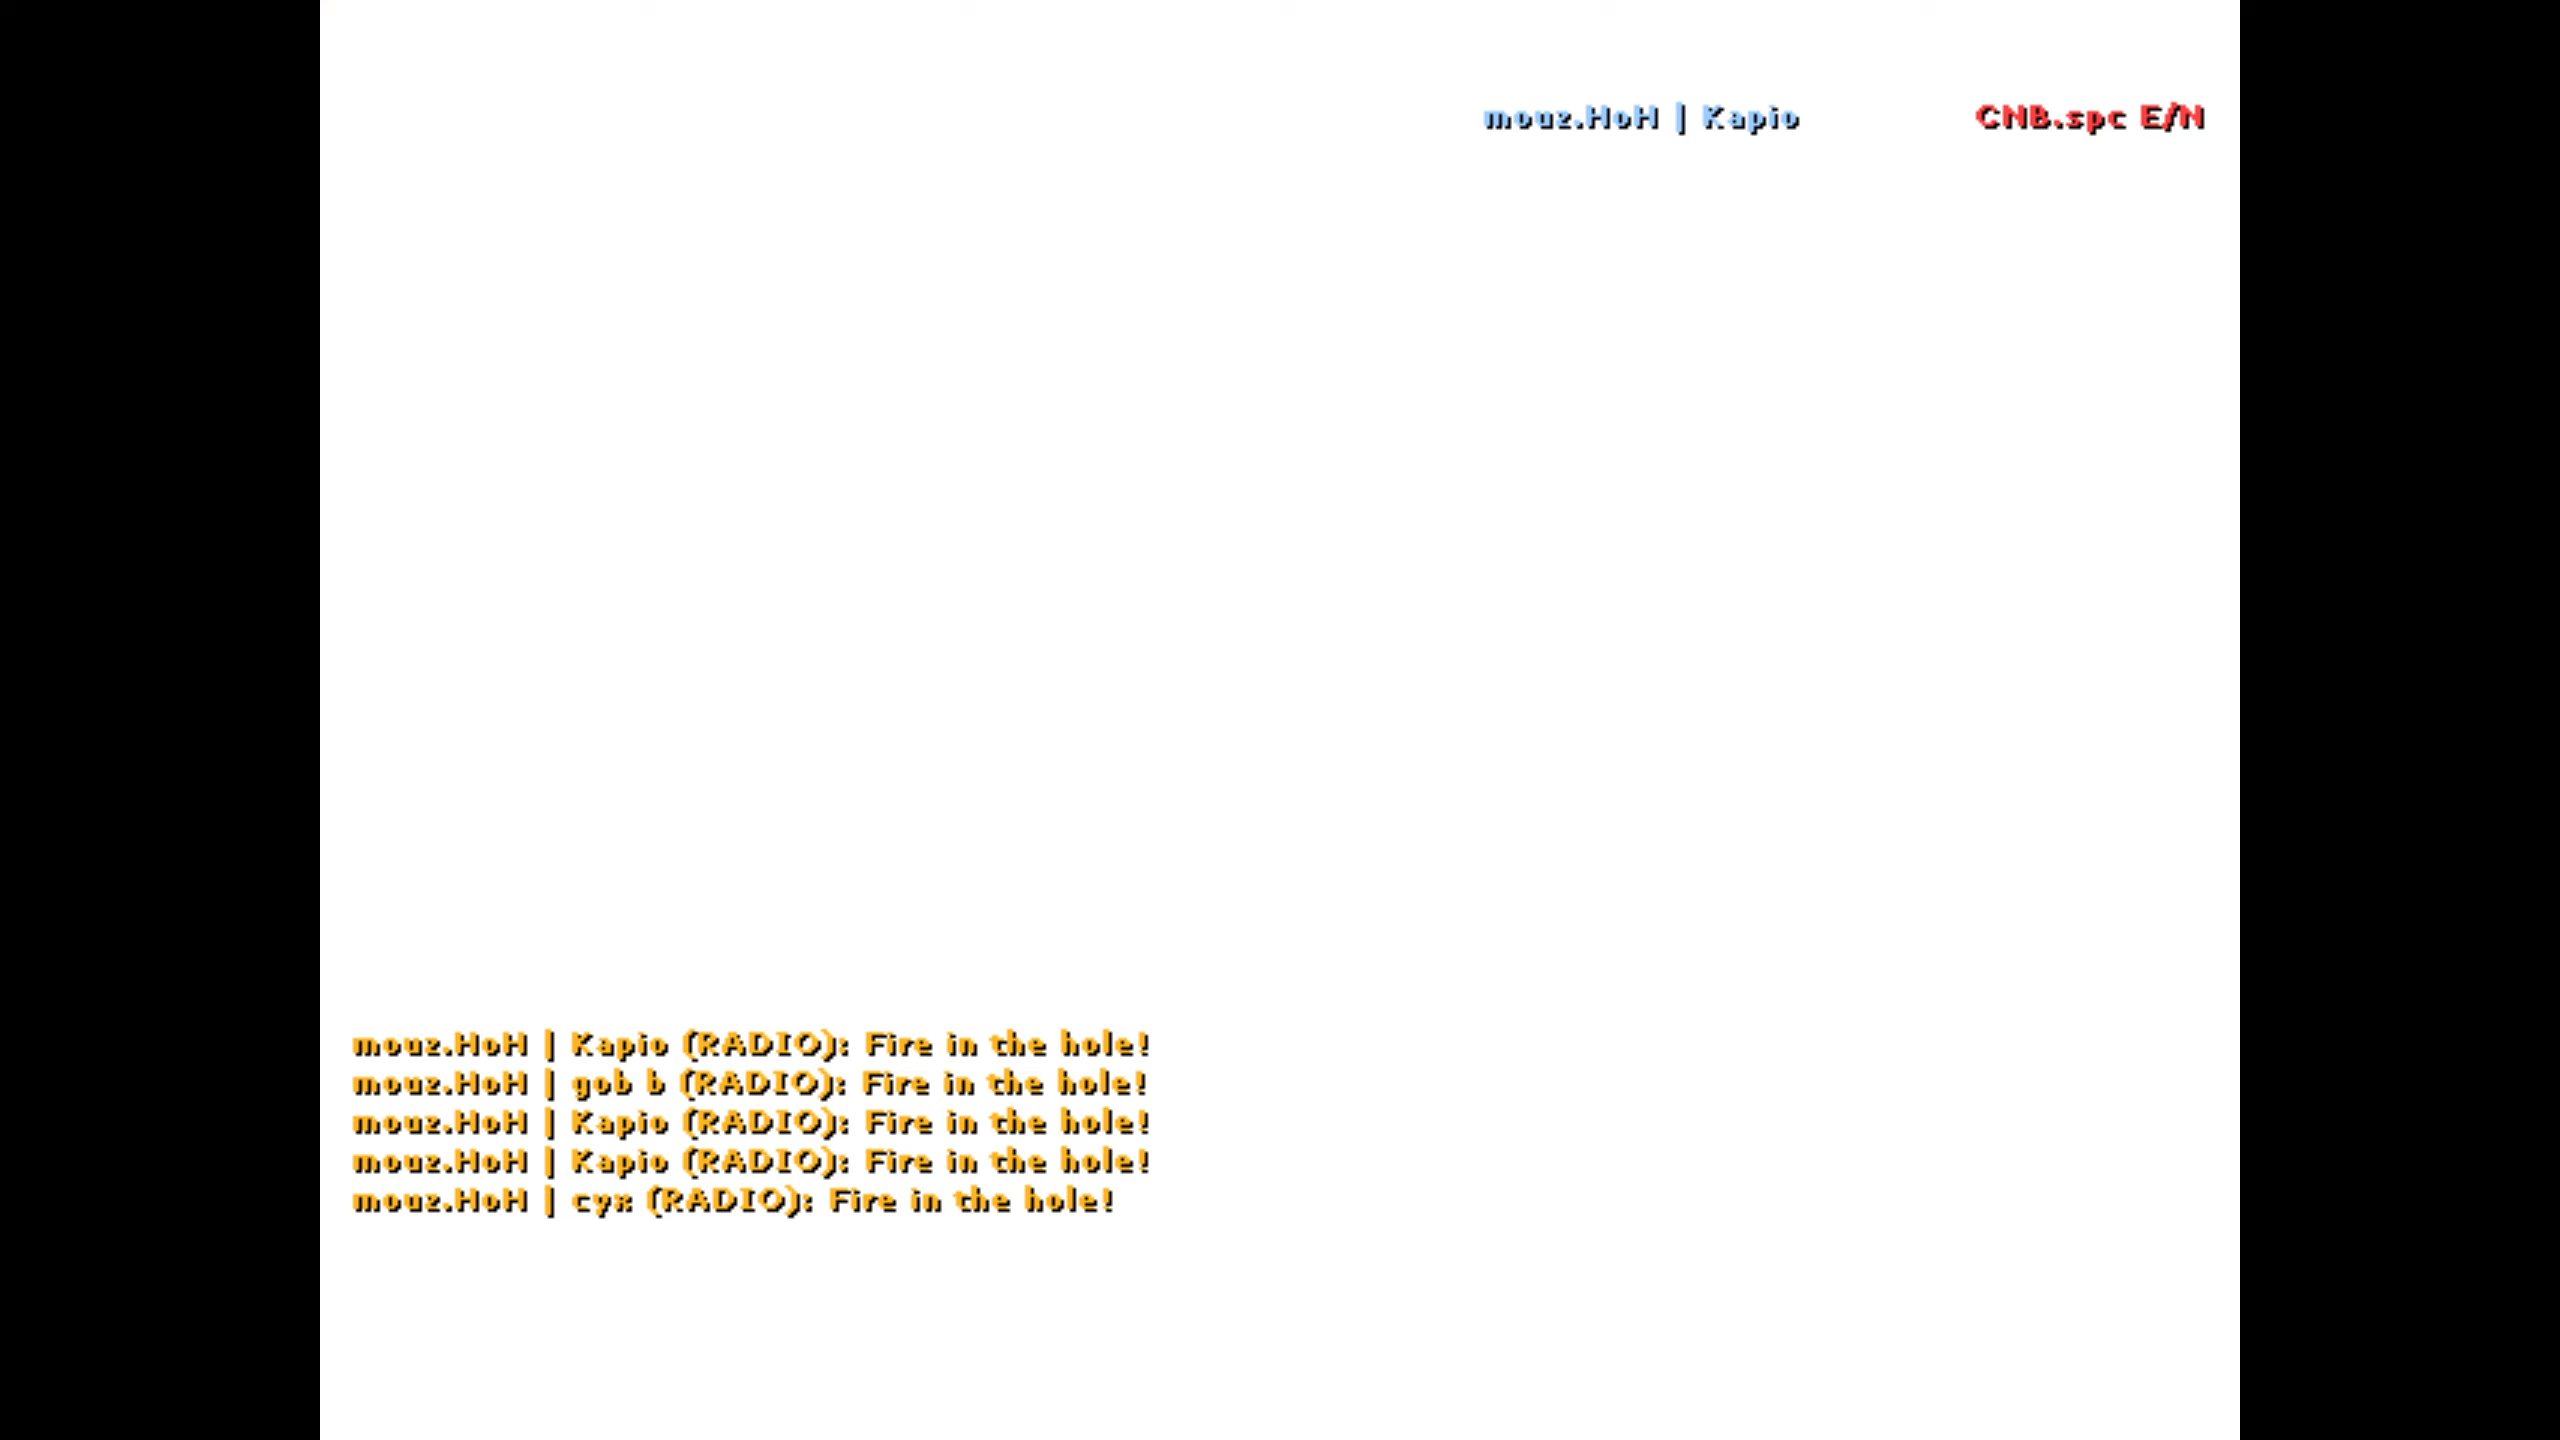 mouz.HoH | Kapio CNB.spc E/N
mouz.HoH | Kapio (RADIO): Fire in the hole!
mouz.HoH | gob b (RADIO): Fire in the hole!
mouz.HoH | Kapio (RADIO): Fire in the hole!
mouz.HoH | Kapio (RADIO): Fire in the hole!
mouz.HoH | cyx (RADIO): Fire in the hole!